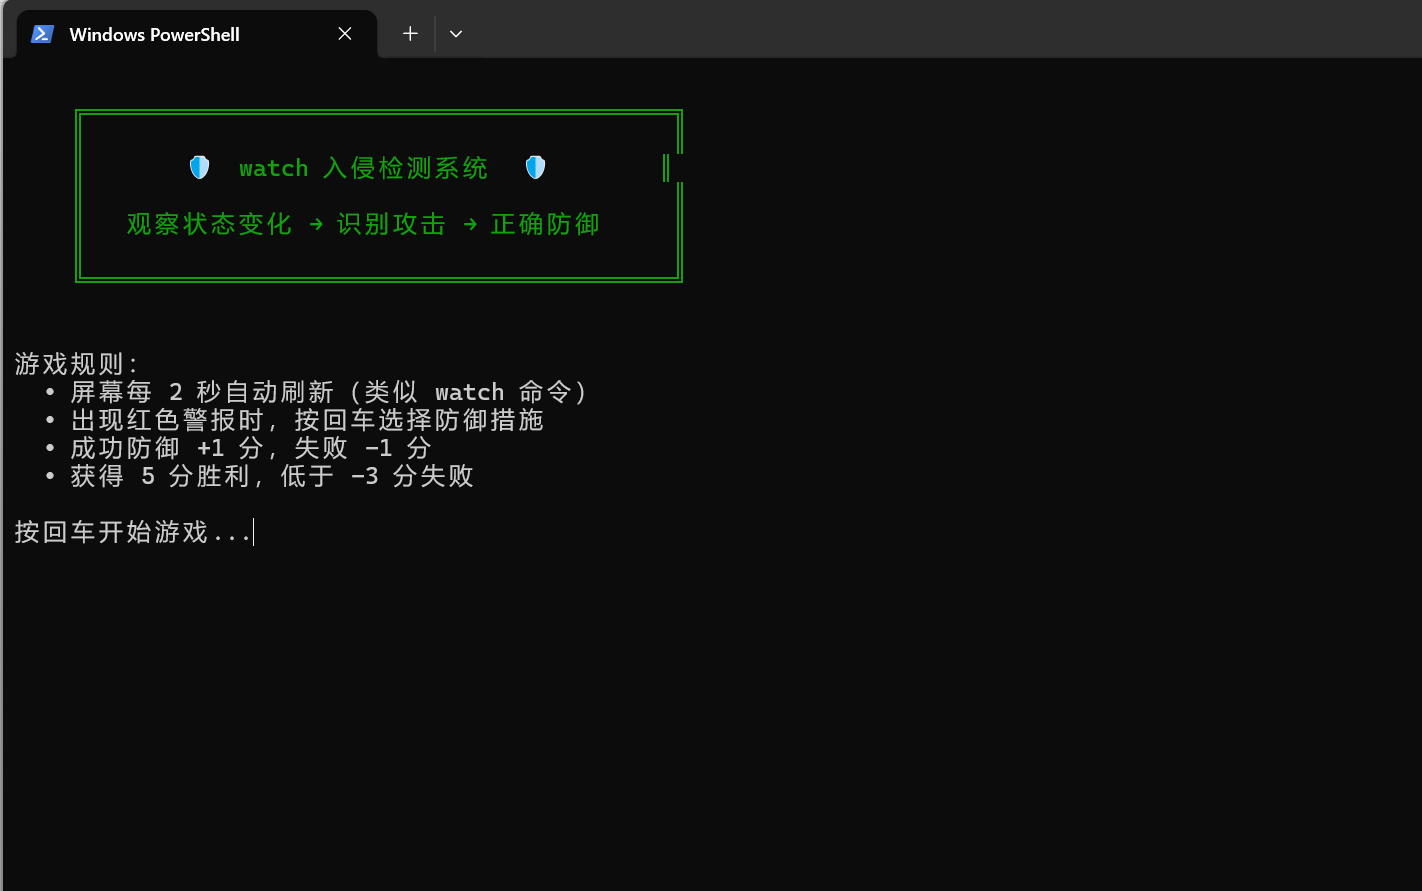 Windows PowerShell
watch 入侵检测系统
观察状态变化 → 识别攻击 → 正确防御
游戏规则：
• 屏幕每 2 秒自动刷新（类似 watch 命令）
• 出现红色警报时，按回车选择防御措施
• 成功防御 +1 分，失败 -1 分
• 获得 5 分胜利，低于 -3 分失败
按回车开始游戏...